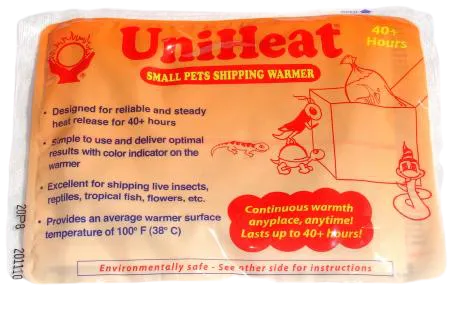 UniHeat
SMALL PETS SHIPPING WARMER
40+
Hours
• Designed for reliable and steady
heat release for 40+ hours
• Simple to use and deliver optimal
results with color indicator on the
warmer
• Excellent for shipping live insects,
reptiles, tropical fish, flowers, etc.
• Provides an average warmer surface
temperature of 100° F (38° C)
Continuous warmth
anyplace, anytime!
Lasts up to 40+ hours!
Environmentally safe - See other side for instructions